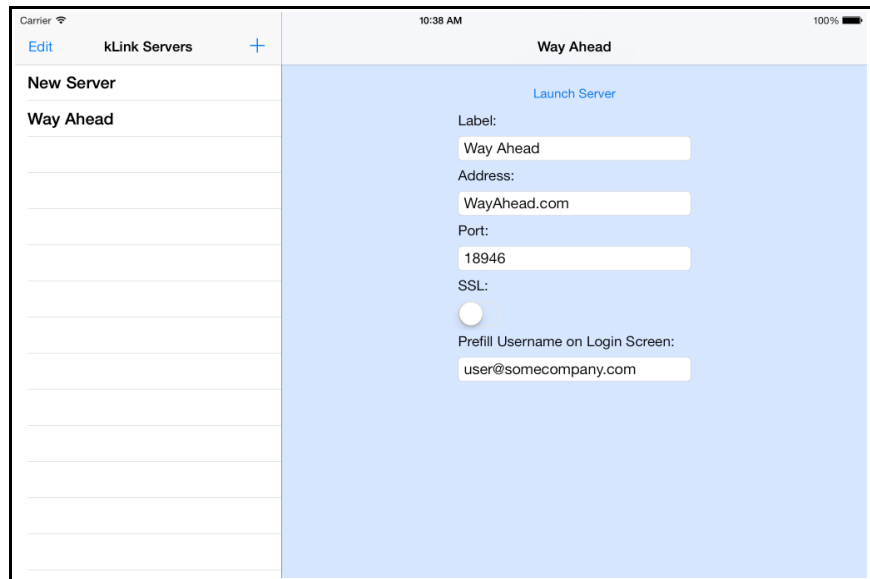 Carrier
10:38 AM
100%
Edit
kLink Servers
+
Way Ahead
New Server
Way Ahead
Launch Server
Label:
Way Ahead
Address:
WayAhead.com
Port:
18946
SSL:
Prefill Username on Login Screen:
user@somecompany.com